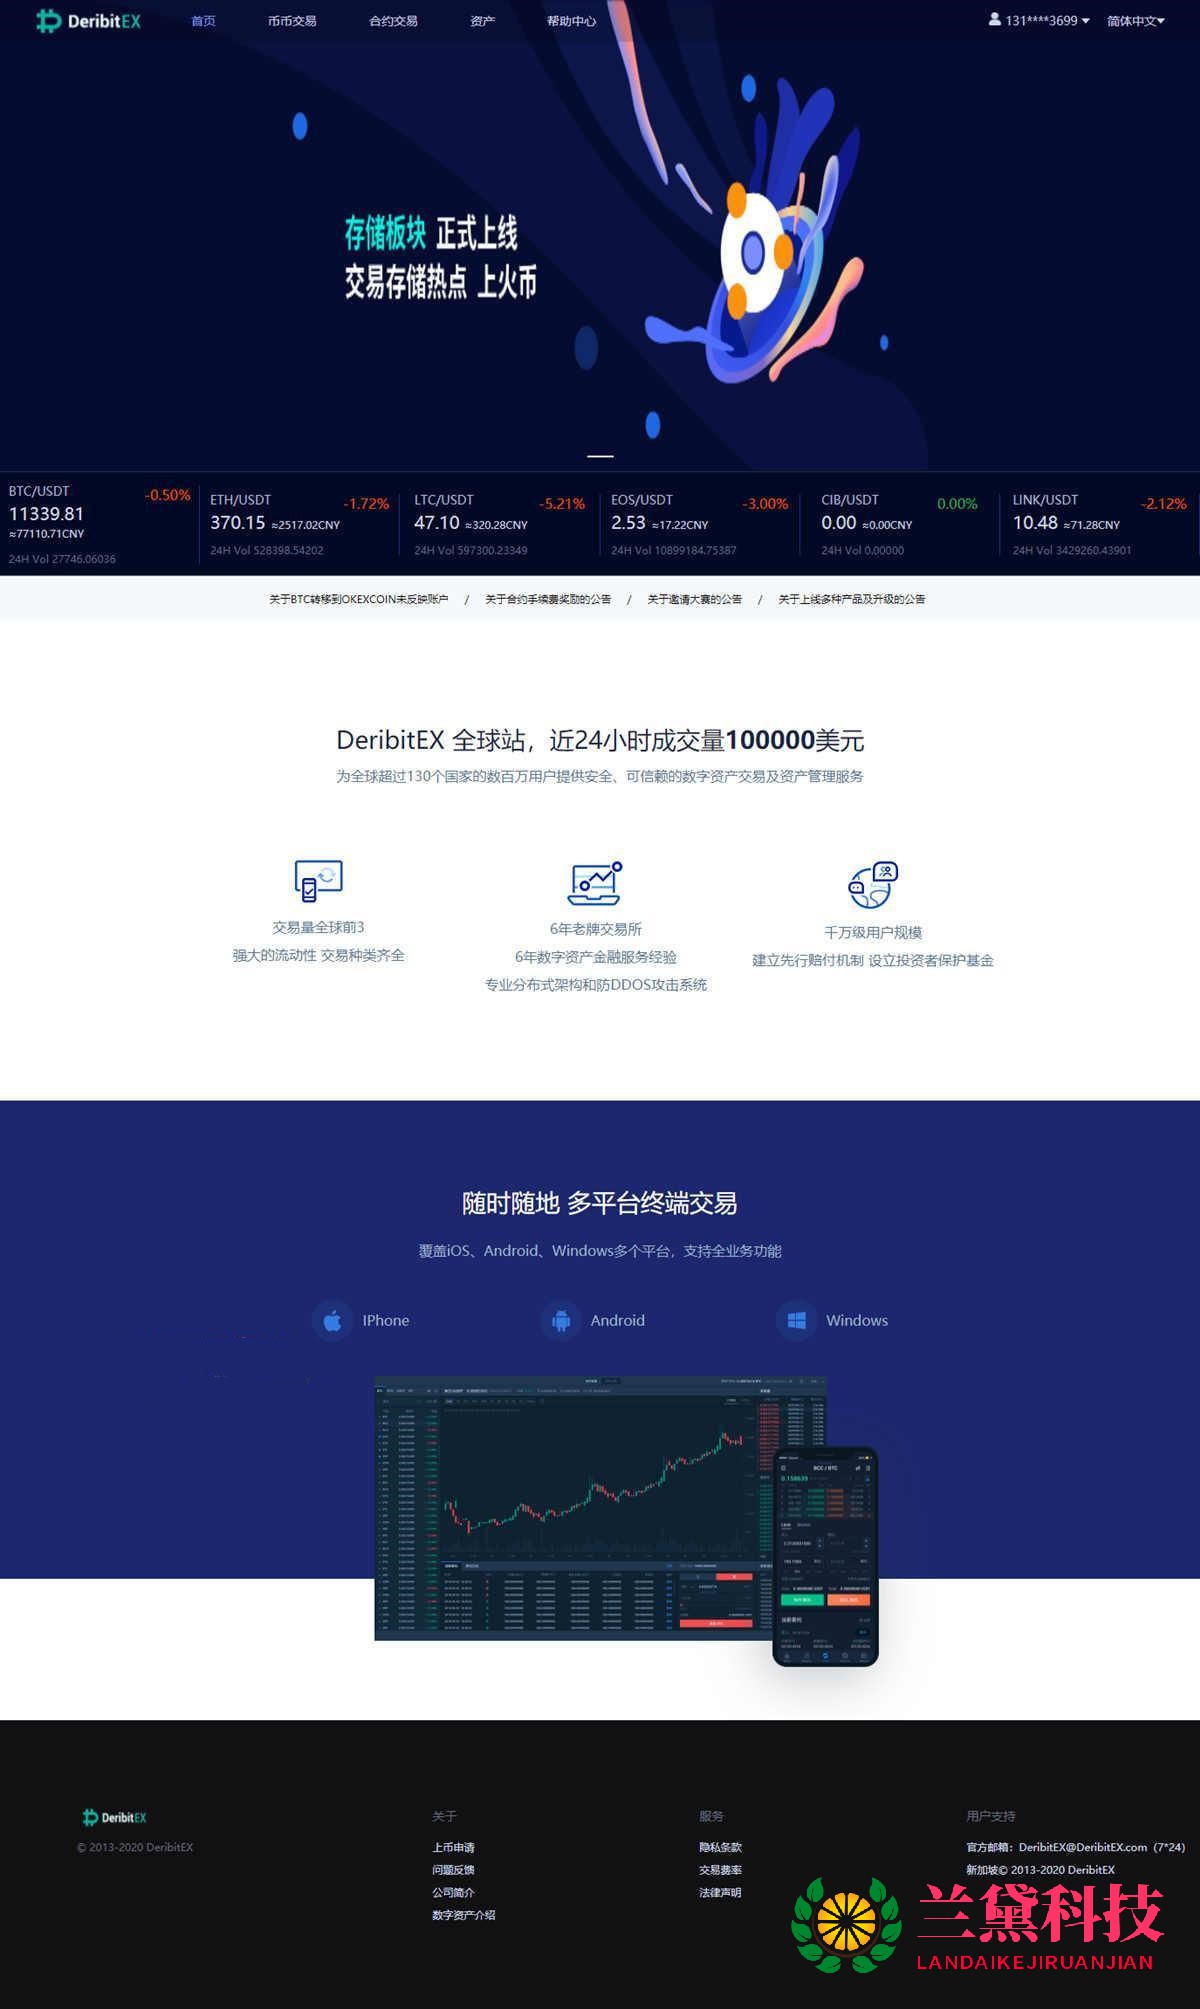 DeribitEX 首页 币币交易 合约交易 资产 帮助中心 131****3699 简体中文
存储板块 正式上线
交易存储热点 上火币
BTC/USDT -0.50%
11339.81
≈77110.71CNY
24H Vol 27746.06036
ETH/USDT -1.72%
370.15 ≈2517.02CNY
24H Vol 528398.54202
LTC/USDT -5.21%
47.10 ≈320.28CNY
24H Vol 597300.23349
EOS/USDT -3.00%
2.53 ≈17.22CNY
24H Vol 10899184.75387
CIB/USDT 0.00%
0.00 ≈0.00CNY
24H Vol 0.00000
LINK/USDT -2.12%
10.48 ≈71.28CNY
24H Vol 3429260.43901
关于BTC转移到OKEXCOIN未反映账户 / 关于合约手续费奖励的公告 / 关于邀请大赛的公告 / 关于上线多种产品及升级的公告
DeribitEX 全球站，近24小时成交量100000美元
为全球超过130个国家的数百万用户提供安全、可信赖的数字资产交易及资产管理服务
交易量全球前3
强大的流动性 交易种类齐全
6年老牌交易所
6年数字资产金融服务经验
专业分布式架构和防DDOS攻击系统
千万级用户规模
建立先行赔付机制 设立投资者保护基金
随时随地 多平台终端交易
覆盖iOS、Android、Windows多个平台，支持全业务功能
IPhone Android Windows
BCC / BTC
0.158639
DeribitEX
© 2013-2020 DeribitEX
关于
上币申请
问题反馈
公司简介
数字资产介绍
服务
隐私条款
交易费率
法律声明
用户支持
官方邮箱：DeribitEX@DeribitEX.com（7*24）
新加坡© 2013-2020 DeribitEX
兰黛科技
LANDAIKEJIRUANJIAN